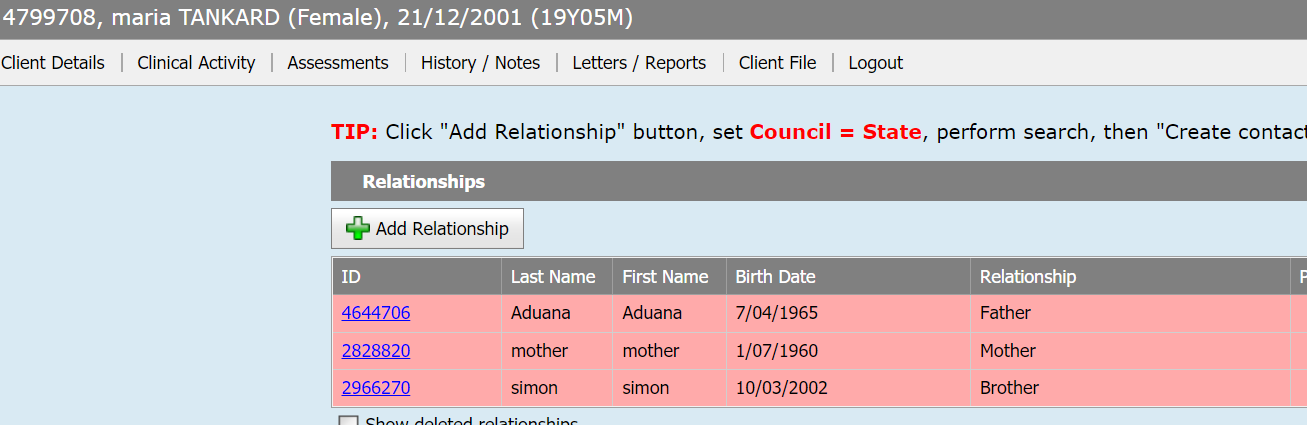 4799708, maria TANKARD (Female), 21/12/2001 (19Y05M)
Client Details | Clinical Activity | Assessments | History / Notes | Letters / Reports | Client File | Logout
TIP: Click "Add Relationship" button, set Council = State, perform search, then "Create contact
Relationships
Add Relationship
ID Last Name First Name Birth Date Relationship
4644706 Aduana Aduana 7/04/1965 Father
2828820 mother mother 1/07/1960 Mother
2966270 simon simon 10/03/2002 Brother
Show deleted relationships